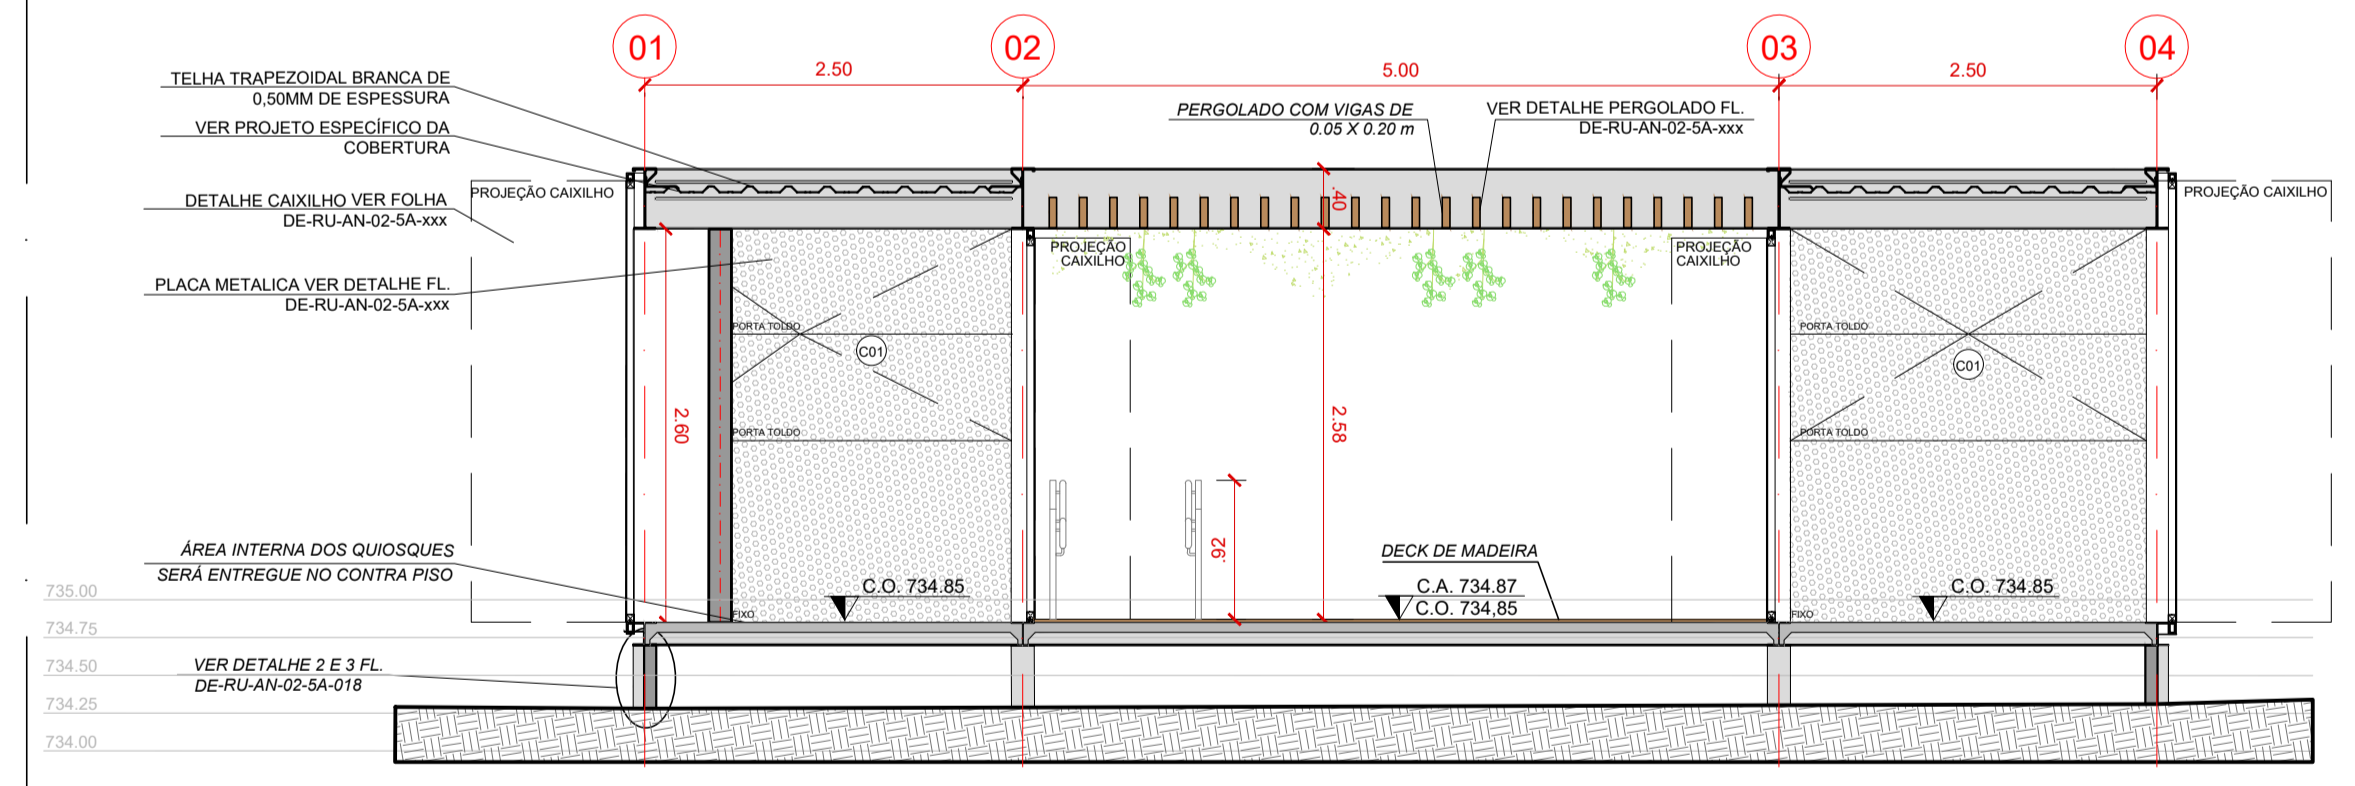 01
02
03
04
2.50
5.00
2.50
TELHA TRAPEZOIDAL BRANCA DE
0,50MM DE ESPESSURA
VER PROJETO ESPECÍFICO DA
COBERTURA
DETALHE CAIXILHO VER FOLHA
DE-RU-AN-02-5A-xxx
PLACA METALICA VER DETALHE FL.
DE-RU-AN-02-5A-xxx
PROJEÇÃO CAIXILHO
PERGOLADO COM VIGAS DE
0.05 X 0.20 m
VER DETALHE PERGOLADO FL.
DE-RU-AN-02-5A-xxx
PROJEÇÃO CAIXILHO
.40
PROJEÇÃO
CAIXILHO
PROJEÇÃO
CAIXILHO
PORTA TOLDO
C01
PORTA TOLDO
2.60
2.58
.92
PORTA TOLDO
C01
PORTA TOLDO
ÁREA INTERNA DOS QUIOSQUES
SERÁ ENTREGUE NO CONTRA PISO
DECK DE MADEIRA
C.O. 734.85
C.A. 734.87
C.O. 734,85
C.O. 734.85
FIXO
FIXO
735.00
734.75
734.50
734.25
734.00
VER DETALHE 2 E 3 FL.
DE-RU-AN-02-5A-018